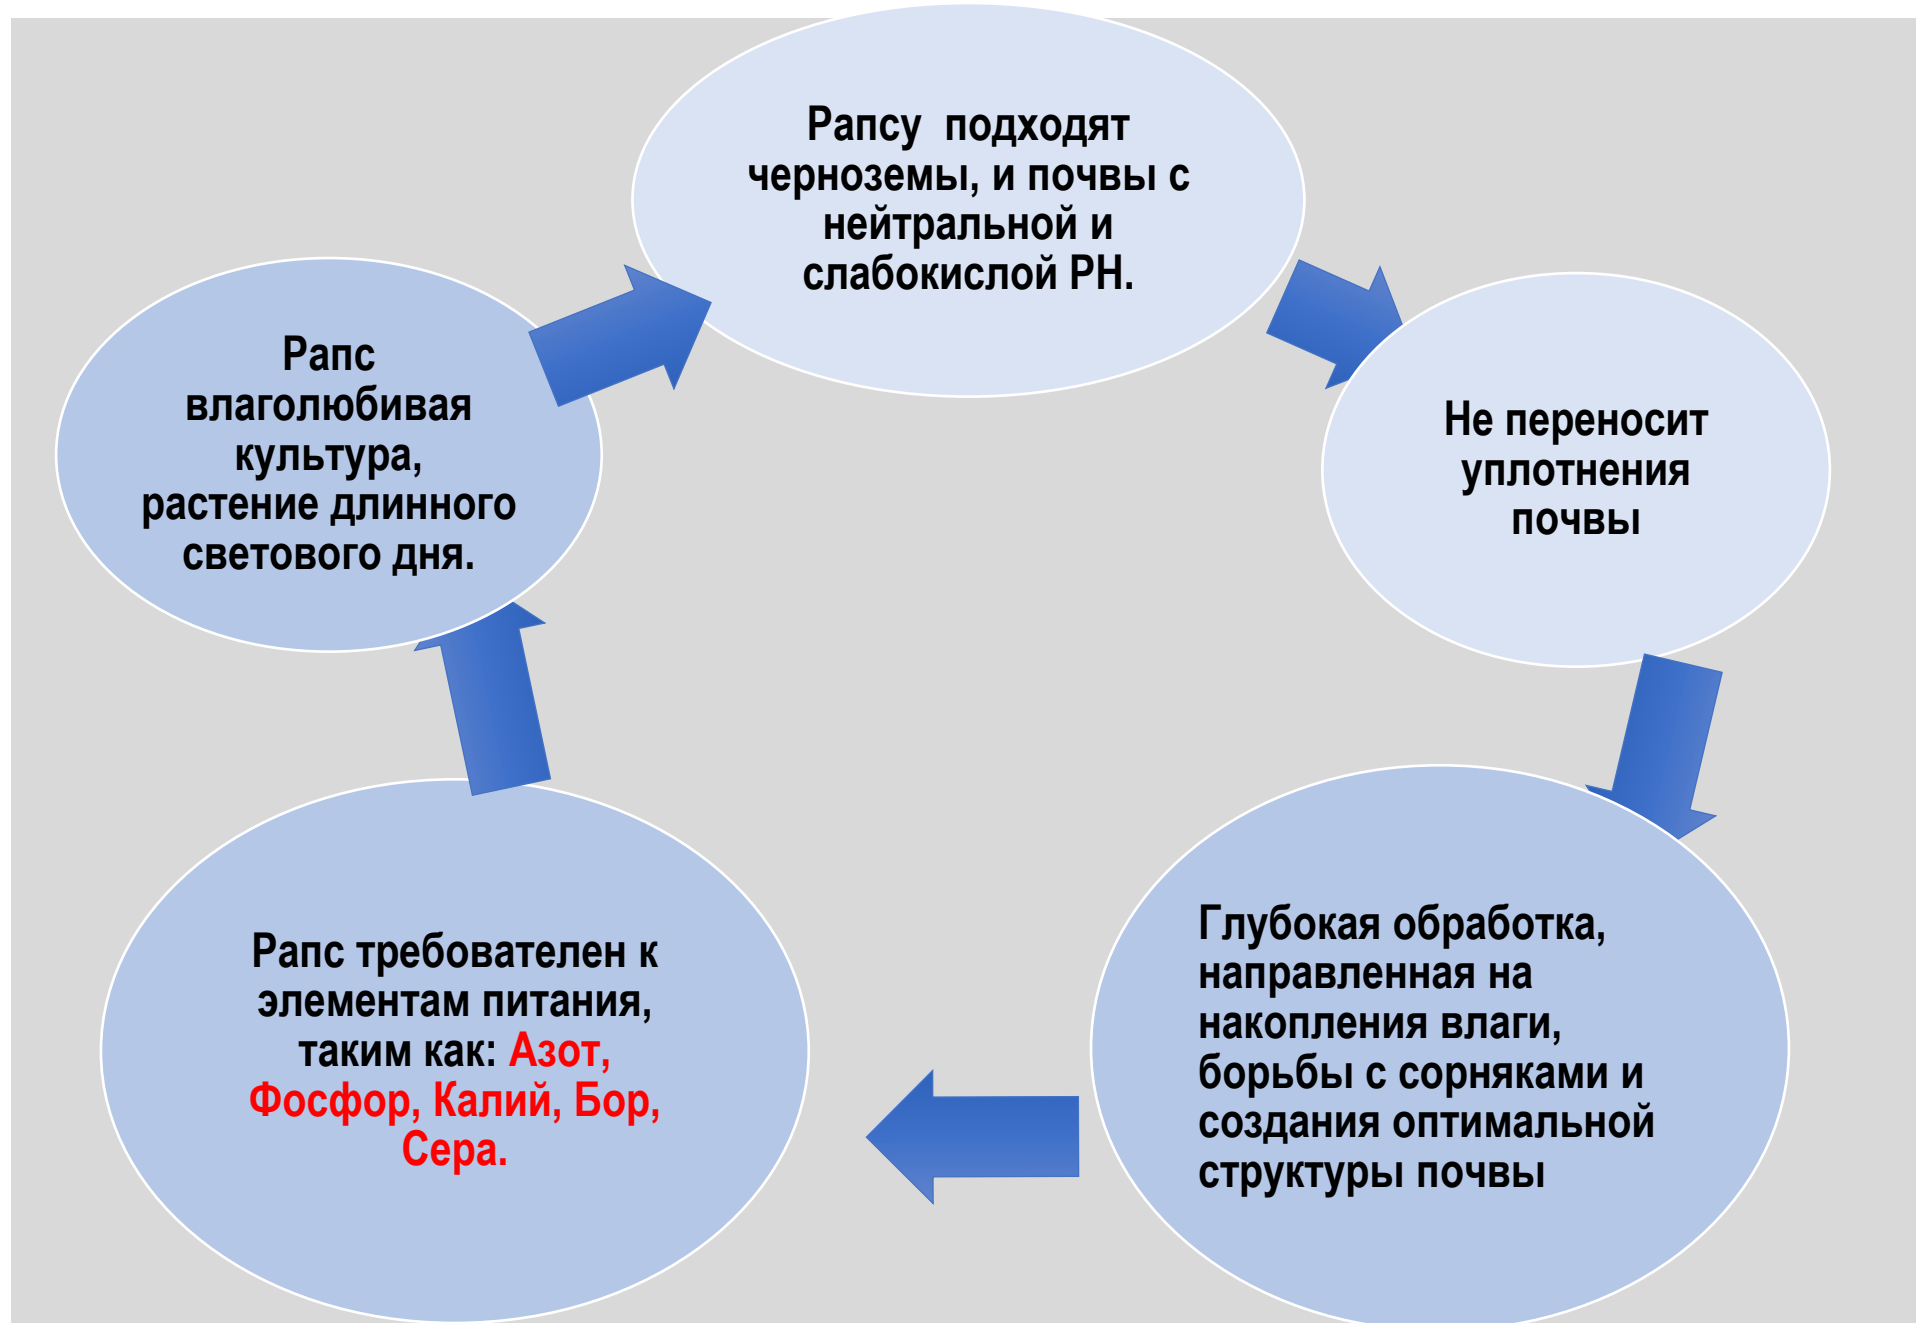 Рапсу подходят
черноземы, и почвы с
нейтральной и
слабокислой РН.
Не переносит
уплотнения
почвы
Глубокая обработка,
направленная на
накопления влаги,
борьбы с сорняками и
создания оптимальной
структуры почвы
Рапс требователен к
элементам питания,
таким как: Азот,
Фосфор, Калий, Бор,
Сера.
Рапс
влаголюбивая
культура,
растение длинного
светового дня.